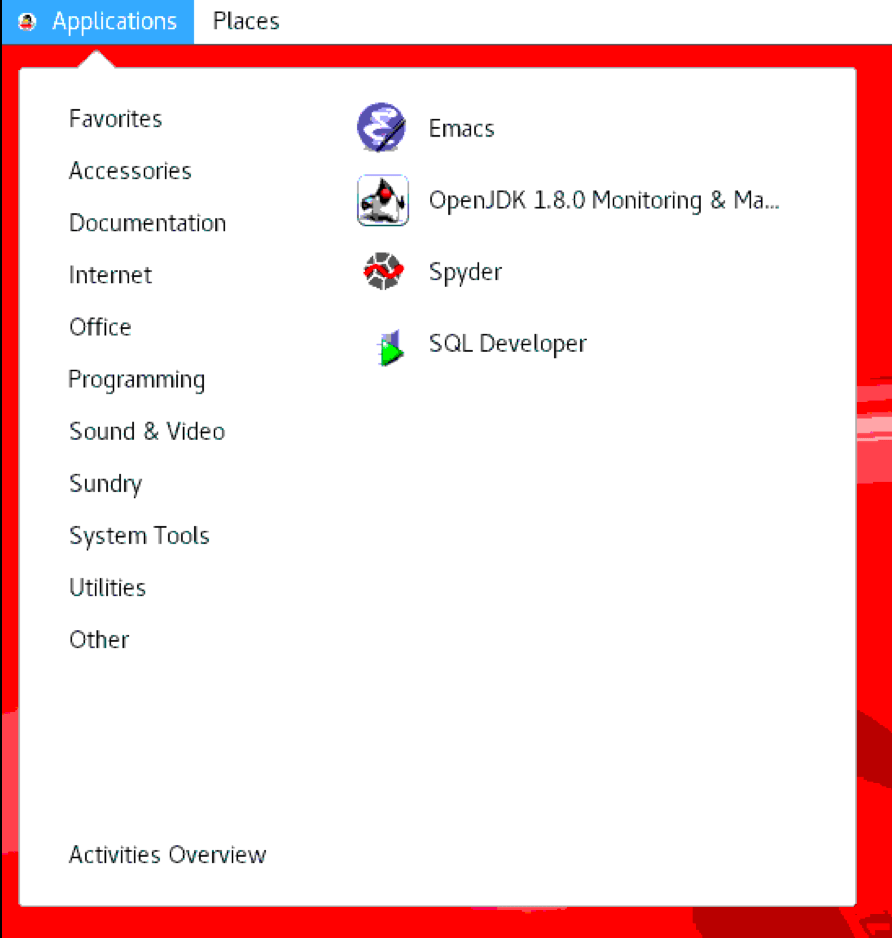 Applications Places
Favorites
Accessories
Documentation
Internet
Office
Programming
Sound & Video
Sundry
System Tools
Utilities
Other
Activities Overview
Emacs
OpenJDK 1.8.0 Monitoring & Ma...
Spyder
SQL Developer